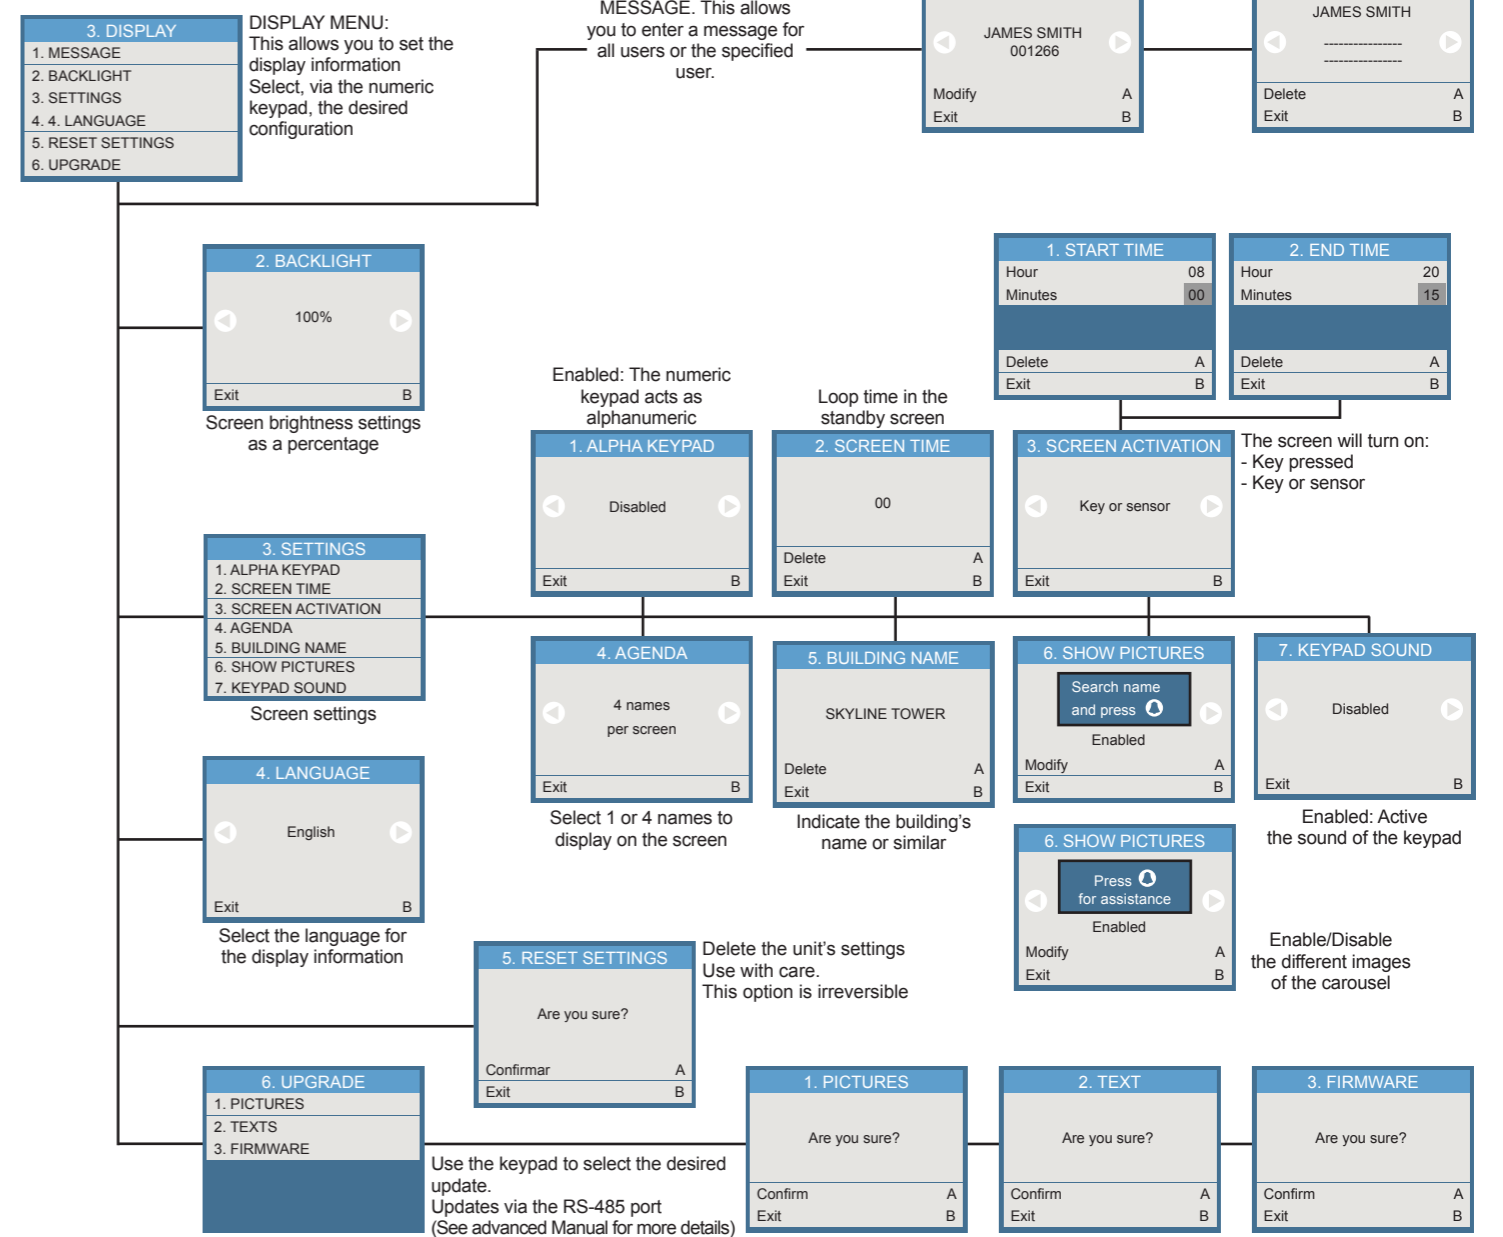 3. DISPLAY
1. MESSAGE
2. BACKLIGHT
3. SETTINGS
4. 4. LANGUAGE
5. RESET SETTINGS
6. UPGRADE
DISPLAY MENU:
This allows you to set the
display information
Select, via the numeric
keypad, the desired
configuration
MESSAGE. This allows
you to enter a message for
all users or the specified
user.
JAMES SMITH
001266
Modify A
Exit B
JAMES SMITH
----------------
----------------
Delete A
Exit B
2. BACKLIGHT
100%
Exit B
Screen brightness settings
as a percentage
1. START TIME
Hour 08
Minutes 00
Delete A
Exit B
2. END TIME
Hour 20
Minutes 15
Delete A
Exit B
Enabled: The numeric
keypad acts as
alphanumeric
1. ALPHA KEYPAD
Disabled
Exit B
Loop time in the
standby screen
2. SCREEN TIME
00
Delete A
Exit B
3. SCREEN ACTIVATION
Key or sensor
Exit B
The screen will turn on:
- Key pressed
- Key or sensor
3. SETTINGS
1. ALPHA KEYPAD
2. SCREEN TIME
3. SCREEN ACTIVATION
4. AGENDA
5. BUILDING NAME
6. SHOW PICTURES
7. KEYPAD SOUND
Screen settings
4. AGENDA
4 names
per screen
Exit B
Select 1 or 4 names to
display on the screen
5. BUILDING NAME
SKYLINE TOWER
Delete A
Exit B
Indicate the building's
name or similar
6. SHOW PICTURES
Search name
and press
Enabled
Modify A
Exit B
7. KEYPAD SOUND
Disabled
Exit B
Enabled: Active
the sound of the keypad
6. SHOW PICTURES
Press
for assistance
Enabled
Modify A
Exit B
Enable/Disable
the different images
of the carousel
4. LANGUAGE
English
Exit B
Select the language for
the display information
5. RESET SETTINGS
Are you sure?
Confirmar A
Exit B
Delete the unit's settings
Use with care.
This option is irreversible
6. UPGRADE
1. PICTURES
2. TEXTS
3. FIRMWARE
Use the keypad to select the desired
update.
Updates via the RS-485 port
(See advanced Manual for more details)
1. PICTURES
Are you sure?
Confirm A
Exit B
2. TEXT
Are you sure?
Confirm A
Exit B
3. FIRMWARE
Are you sure?
Confirm A
Exit B